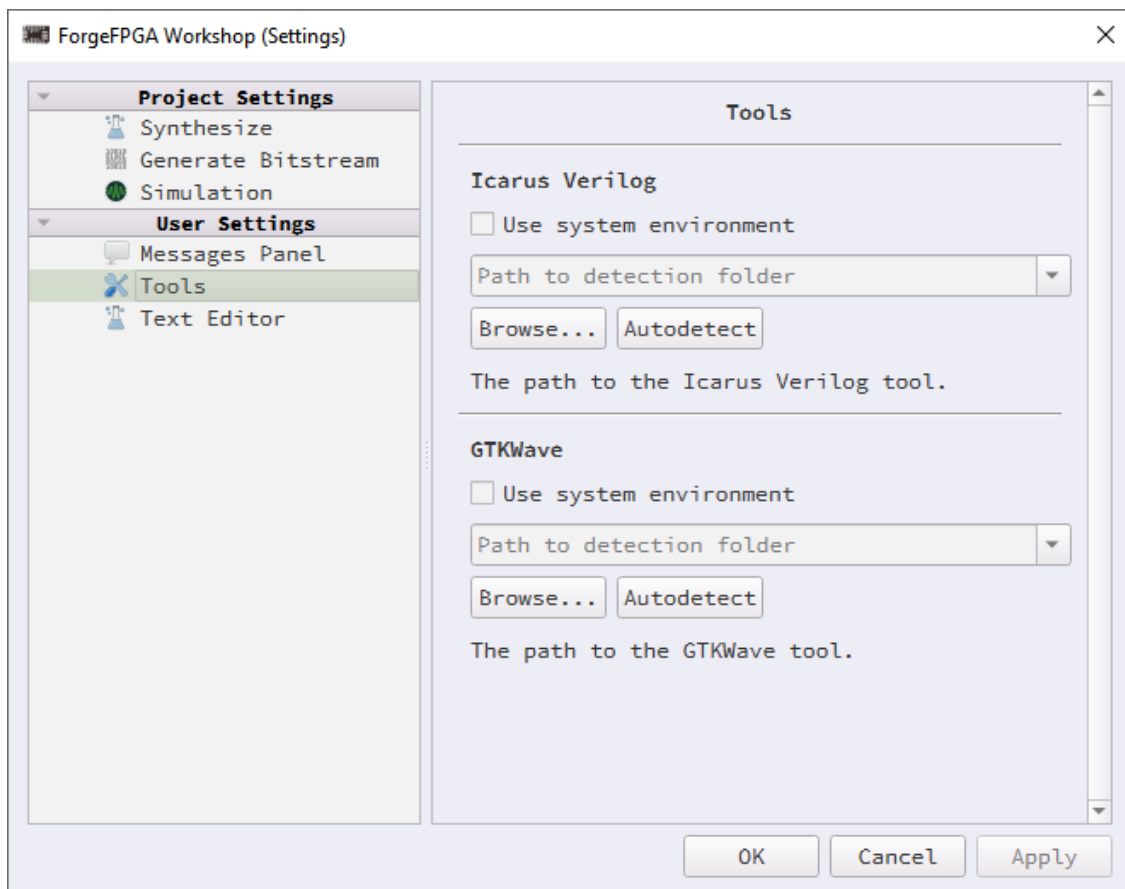 ForgeFPGA Workshop (Settings)
Project Settings
Synthesize
Generate Bitstream
Simulation
User Settings
Messages Panel
Tools
Text Editor
Tools
Icarus Verilog
Use system environment
Path to detection folder
Browse... Autodetect
The path to the Icarus Verilog tool.
GTKWave
Use system environment
Path to detection folder
Browse... Autodetect
The path to the GTKWave tool.
OK Cancel Apply